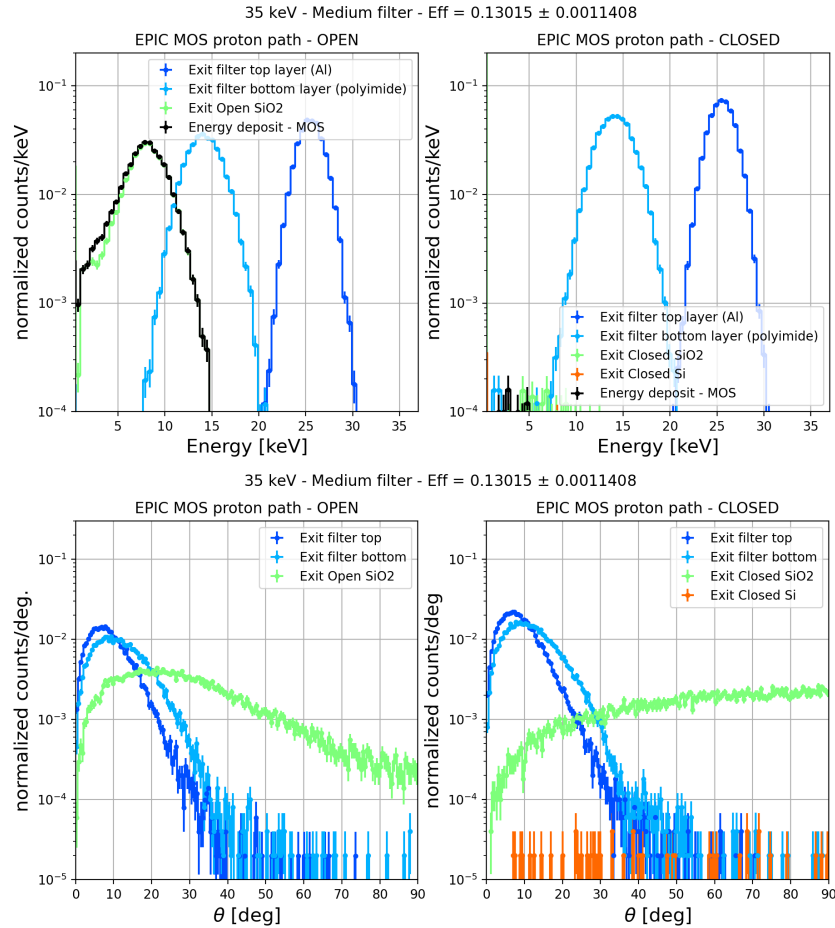 35 keV - Medium filter - Eff = 0.13015 ± 0.0011408
EPIC MOS proton path - OPEN
Exit filter top layer (Al)
Exit filter bottom layer (polyimide)
Exit Open SiO2
Energy deposit - MOS
normalized counts/keV
10⁻¹
10⁻²
10⁻³
10⁻⁴
5 10 15 20 25 30 35
Energy [keV]
EPIC MOS proton path - CLOSED
normalized counts/keV
10⁻¹
10⁻²
10⁻³
10⁻⁴
Exit filter top layer (Al)
Exit filter bottom layer (polyimide)
Exit Closed SiO2
Exit Closed Si
Energy deposit - MOS
5 10 15 20 25 30 35
Energy [keV]
35 keV - Medium filter - Eff = 0.13015 ± 0.0011408
EPIC MOS proton path - OPEN
Exit filter top
Exit filter bottom
Exit Open SiO2
normalized counts/deg.
10⁻¹
10⁻²
10⁻³
10⁻⁴
10⁻⁵
0 10 20 30 40 50 60 70 80 90
θ [deg]
EPIC MOS proton path - CLOSED
Exit filter top
Exit filter bottom
Exit Closed SiO2
Exit Closed Si
normalized counts/deg
10⁻¹
10⁻²
10⁻³
10⁻⁴
10⁻⁵
0 10 20 30 40 50 60 70 80 90
θ [deg]